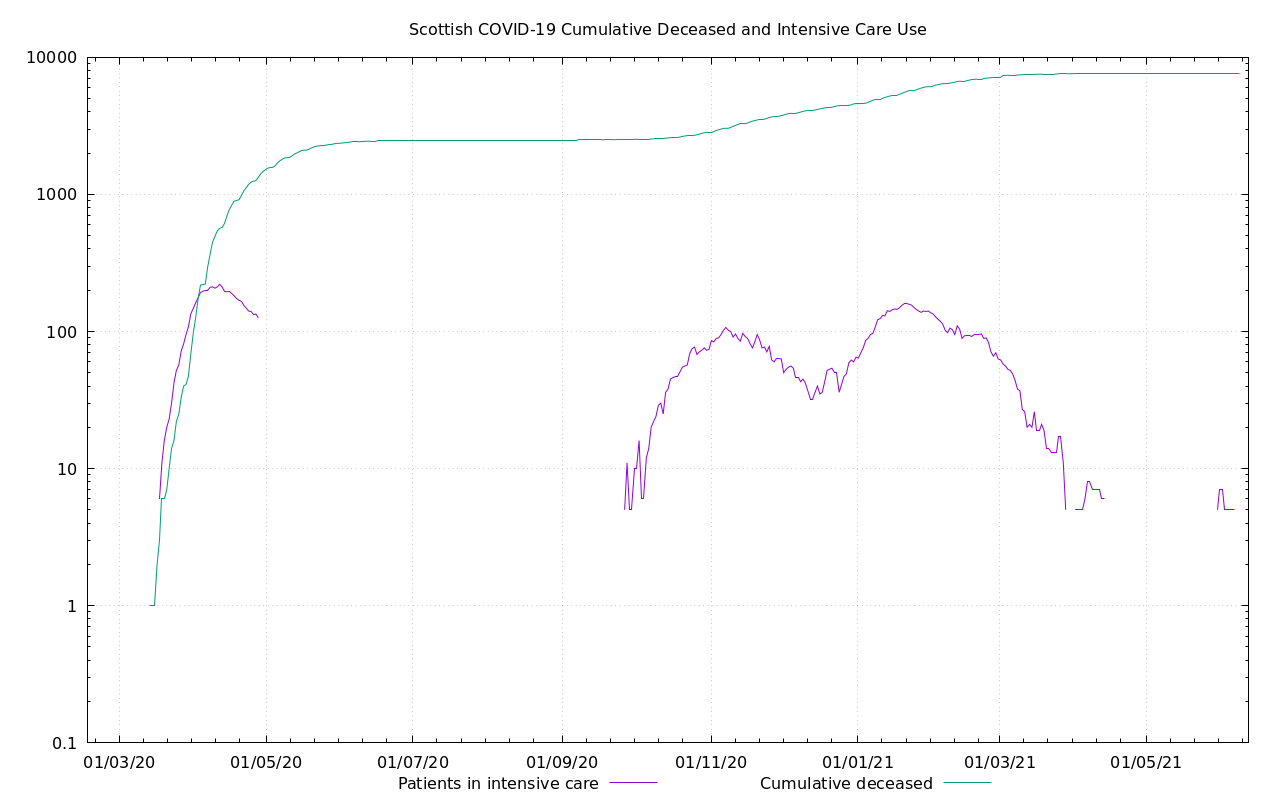 Scottish COVID-19 Cumulative Deceased and Intensive Care Use
10000
1000
100
10
1
0.1
01/03/20 01/05/20 01/07/20 01/09/20 01/11/20 01/01/21 01/03/21 01/05/21
Patients in intensive care Cumulative deceased